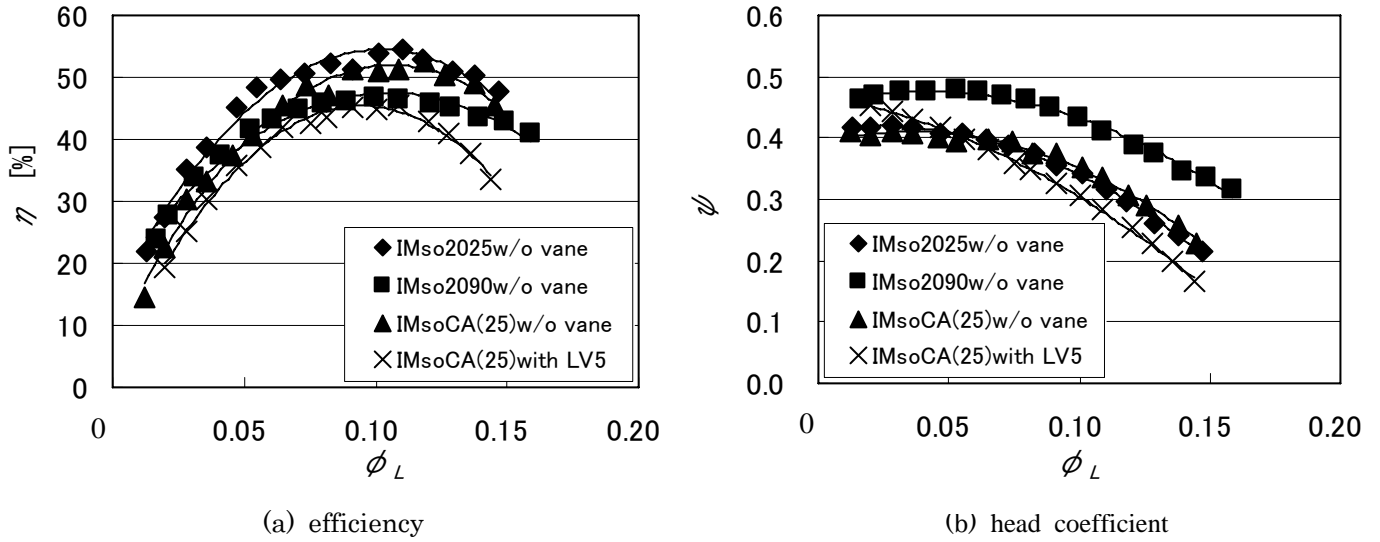 60
50
40
30
20
10
0
η [%]
0
0.05
0.10
0.15
0.20
ϕ L
IMso2025w/o vane
IMso2090w/o vane
IMsoCA(25)w/o vane
IMsoCA(25)with LV5
(a) efficiency
0.6
0.5
0.4
0.3
0.2
0.1
0.0
ψ
0
0.05
0.10
0.15
0.20
ϕ L
IMso2025w/o vane
IMso2090w/o vane
IMsoCA(25)w/o vane
IMsoCA(25)with LV5
(b) head coefficient